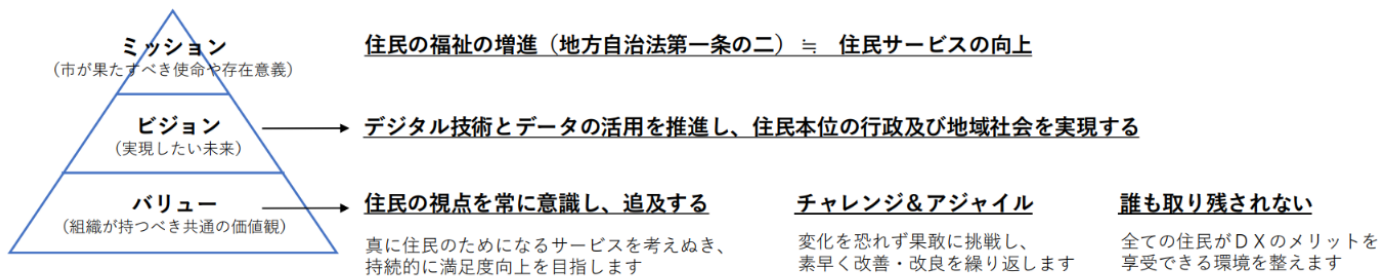 ミッション
（市が果たすべき使命や存在意義）
住民の福祉の増進（地方自治法第一条の二）≒　住民サービスの向上
ビジョン
（実現したい未来）
デジタル技術とデータの活用を推進し、住民本位の行政及び地域社会を実現する
バリュー
（組織が持つべき共通の価値観）
住民の視点を常に意識し、追及する
真に住民のためになるサービスを考えぬき、
持続的に満足度向上を目指します
チャレンジ＆アジャイル
変化を恐れず果敢に挑戦し、
素早く改善・改良を繰り返します
誰も取り残されない
全ての住民がＤＸのメリットを
享受できる環境を整えます